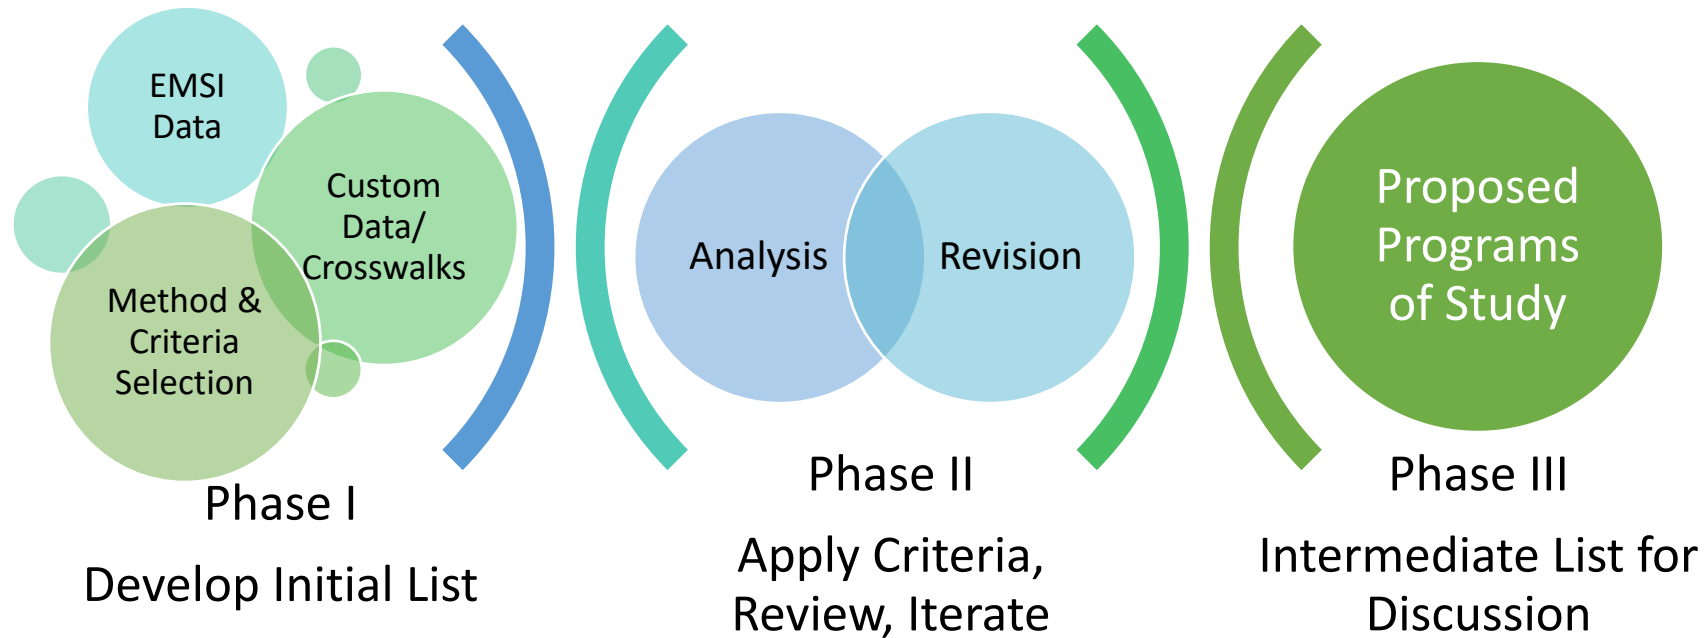 EMSI
Data
Custom
Data/
Crosswalks
Method &
Criteria
Selection
Phase I
Develop Initial List
Analysis
Revision
Phase II
Apply Criteria,
Review, Iterate
Proposed
Programs
of Study
Phase III
Intermediate List for
Discussion